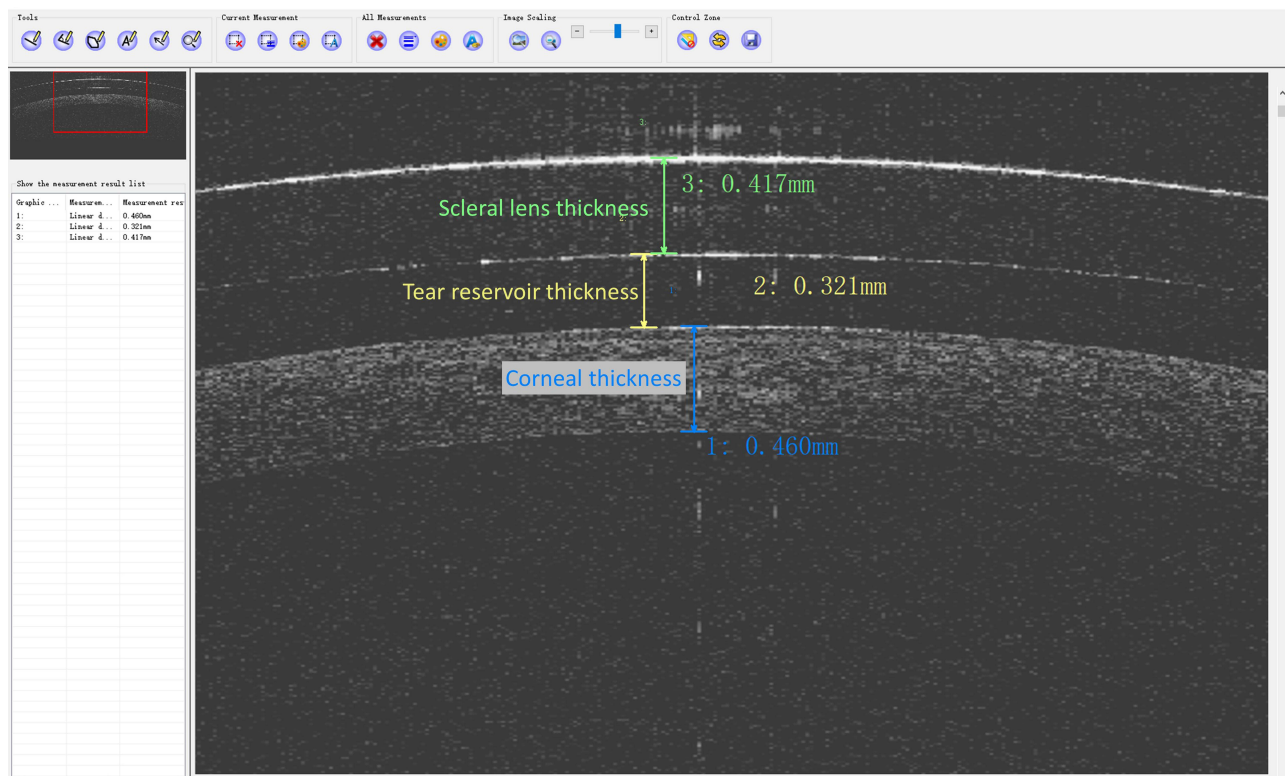 Tools Current Measurement All Measurements Image Scaling Control Zone
Show the measurement result list
Graphic ... Measurem... Measurement res
1: Linear d... 0.460mm
2: Linear d... 0.321mm
3: Linear d... 0.417mm
3:
3: 0.417mm
Scleral lens thickness
2:
Tear reservoir thickness
2: 0.321mm
Corneal thickness
1: 0.460mm